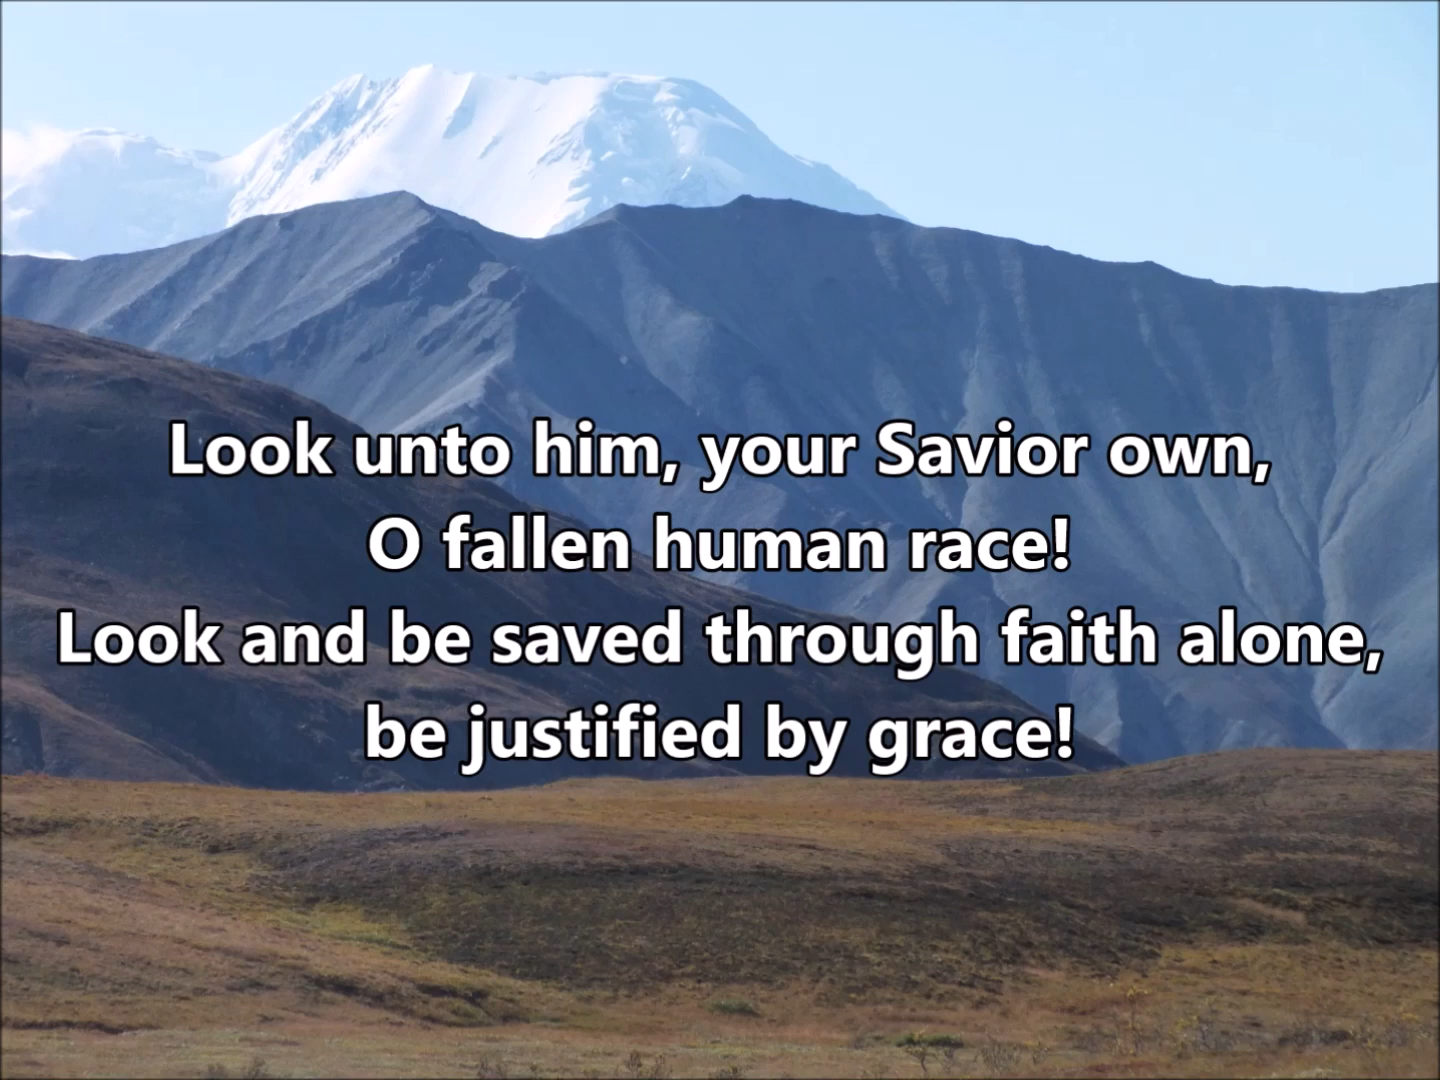 Look unto him, your Savior own,
O fallen human race!
Look and be saved through faith alone,
be justified by grace!